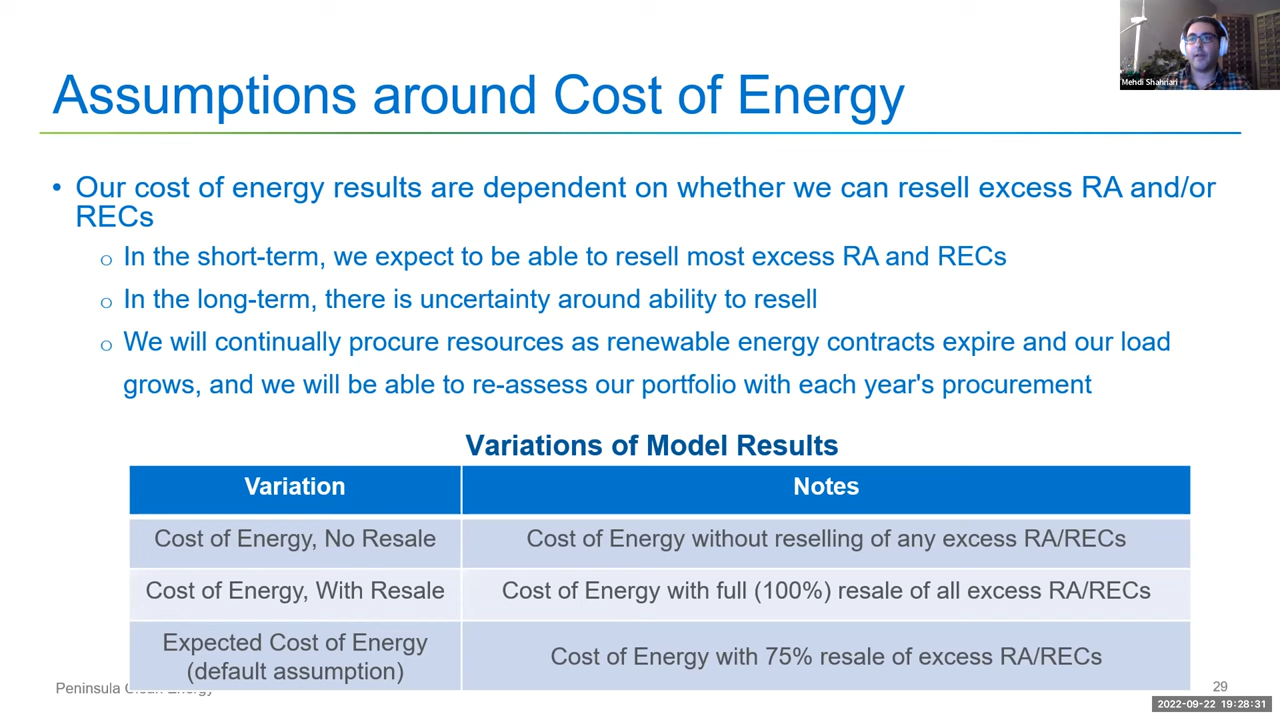 Mehdi Shahriari
Assumptions around Cost of Energy
• Our cost of energy results are dependent on whether we can resell excess RA and/or
RECs
o In the short-term, we expect to be able to resell most excess RA and RECs
o In the long-term, there is uncertainty around ability to resell
o We will continually procure resources as renewable energy contracts expire and our load
grows, and we will be able to re-assess our portfolio with each year's procurement
Variations of Model Results
Variation Notes
Cost of Energy, No Resale Cost of Energy without reselling of any excess RA/RECs
Cost of Energy, With Resale Cost of Energy with full (100%) resale of all excess RA/RECs
Expected Cost of Energy
(default assumption) Cost of Energy with 75% resale of excess RA/RECs
Peninsula Clean Energy
29
2022-09-22 19:28:31